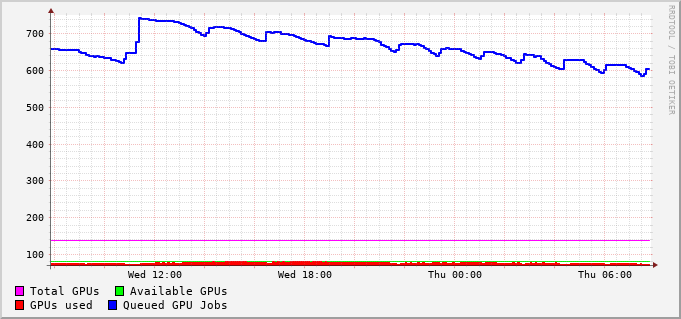 RRDTOOL / TOBI OETIKER
700
600
500
400
300
200
100
Wed 12:00 Wed 18:00 Thu 00:00 Thu 06:00
Total GPUs Available GPUs
GPUs used Queued GPU Jobs